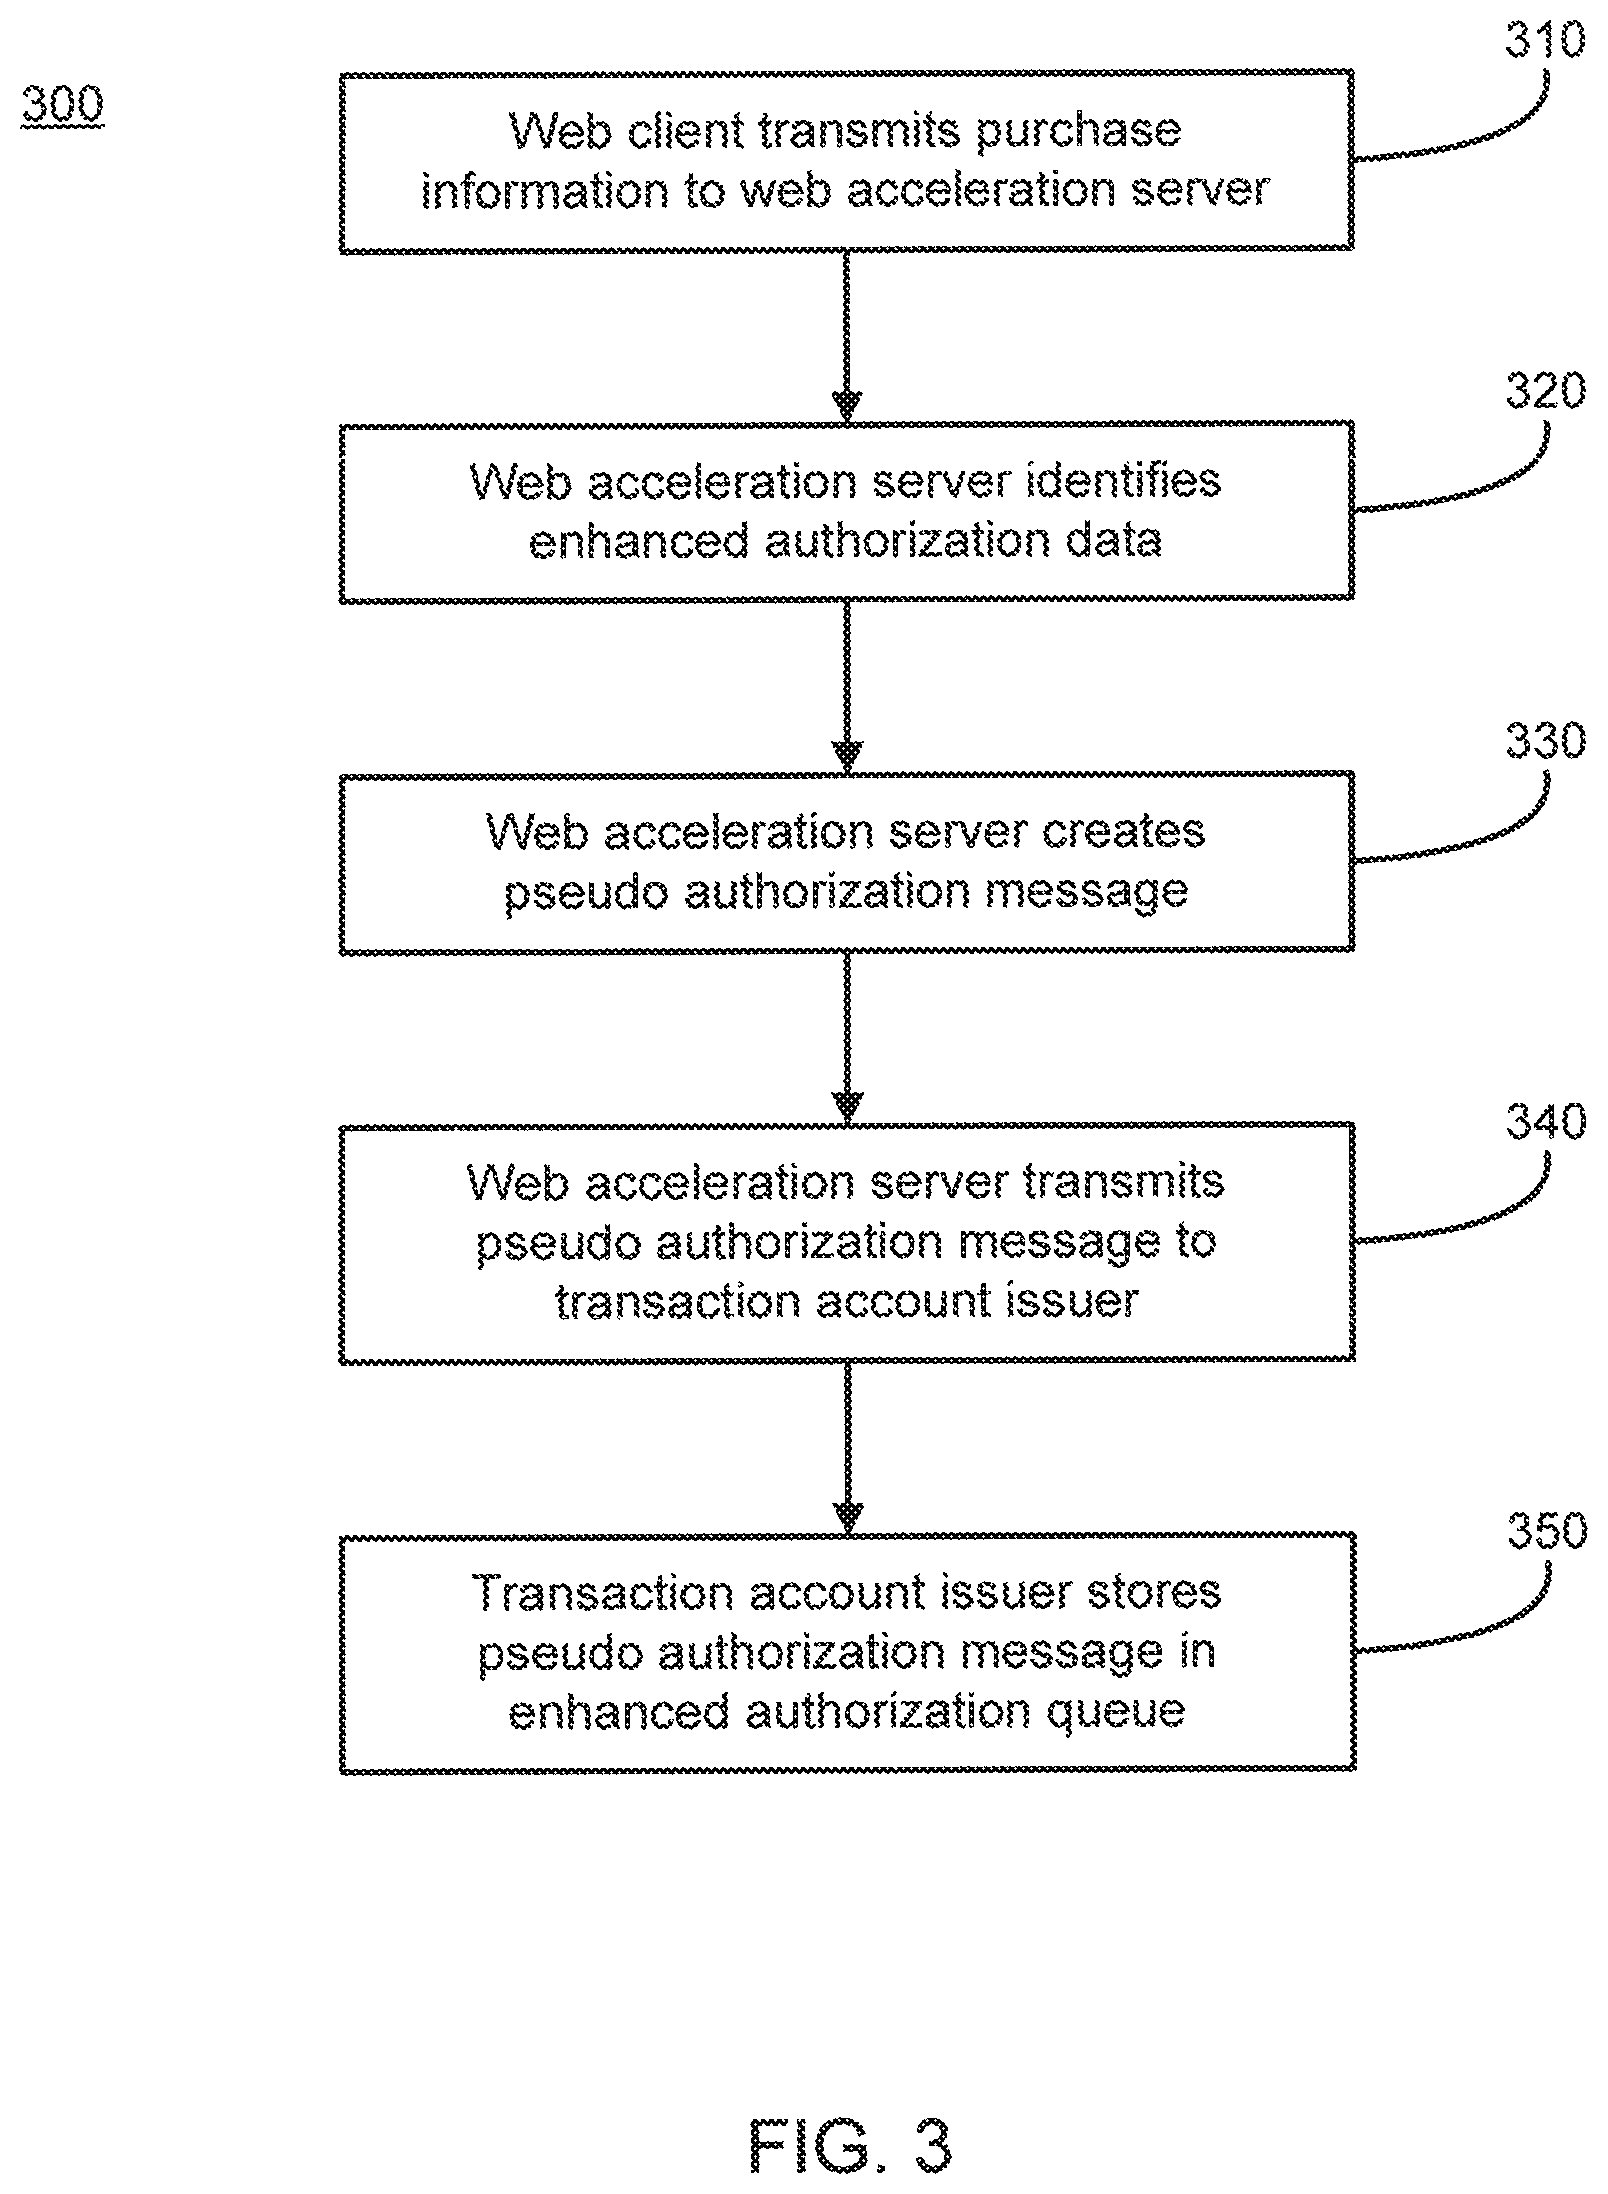 300
310
Web client transmits purchase
information to web acceleration server
320
Web acceleration server identifies
enhanced authorization data
330
Web acceleration server creates
pseudo authorization message
340
Web acceleration server transmits
pseudo authorization message to
transaction account issuer
350
Transaction account issuer stores
pseudo authorization message in
enhanced authorization queue
FIG. 3